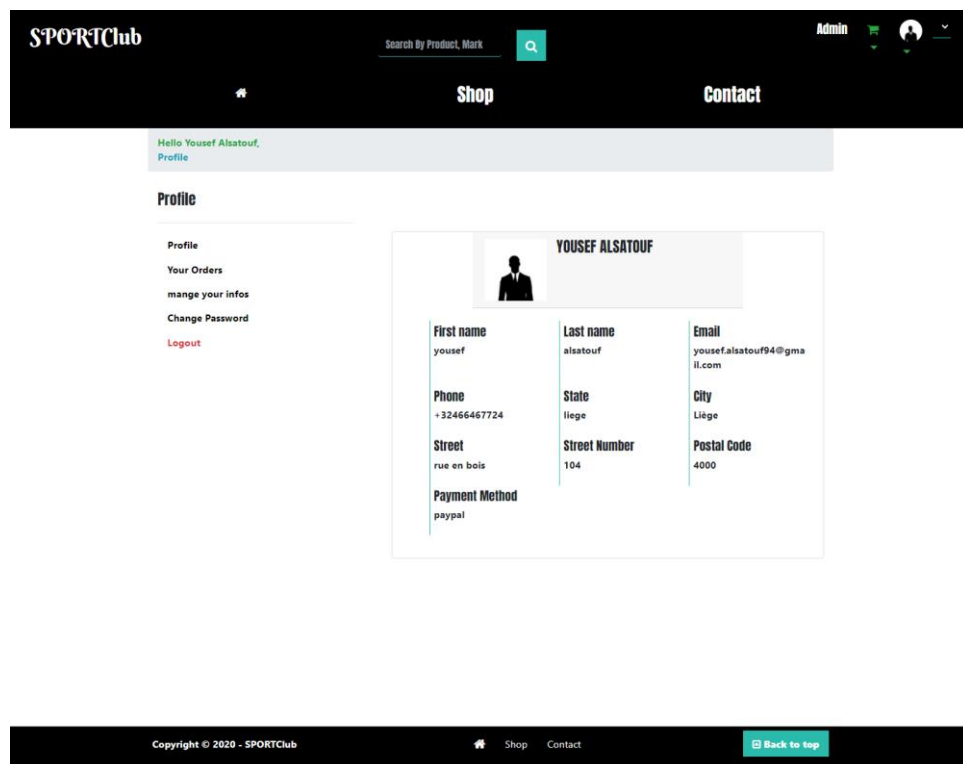 SPORTClub
Search By Product, Mark
Admin
Shop
Contact
Hello Yousef Alsatouf,
Profile
Profile
Profile
Your Orders
mange your infos
Change Password
Logout
YOUSEF ALSATOUF
First name
yousef
Last name
alsatouf
Email
yousef.alsatouf94@gma
il.com
Phone
+32466467724
State
liege
City
Liège
Street
rue en bois
Street Number
104
Postal Code
4000
Payment Method
paypal
Copyright © 2020 - SPORTClub
Shop
Contact
Back to top